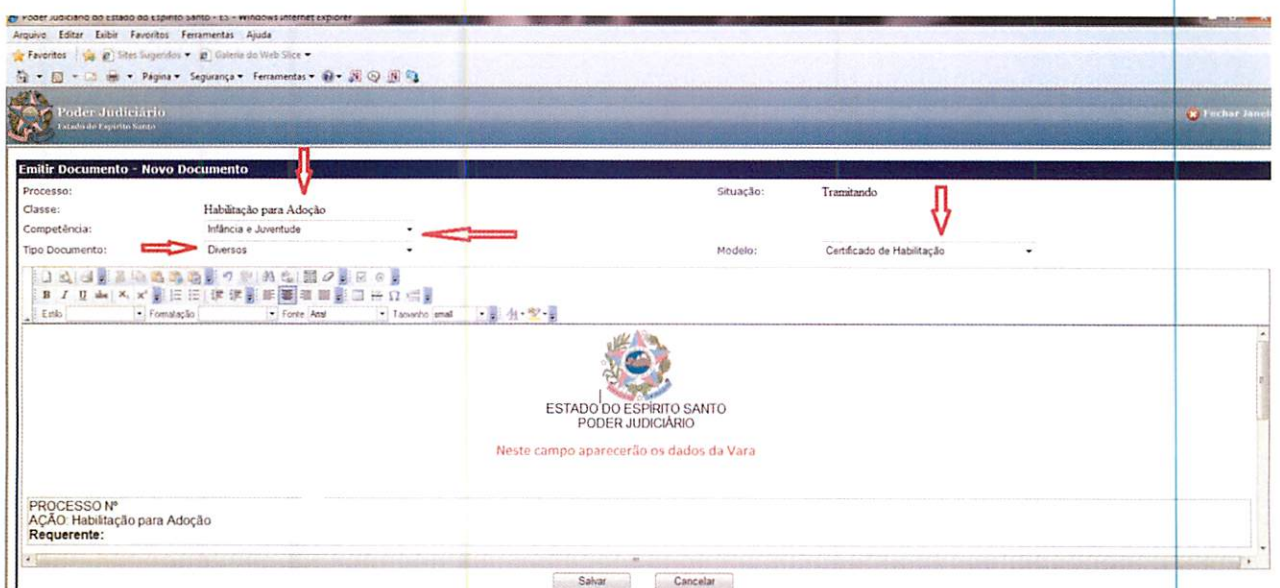 Poder Judiciário do Estado do Espírito Santo - ES - Windows Internet Explorer
Arquivo Editar Exibir Favoritos Ferramentas Ajuda
Favoritos Sites Sugeridos Galeria do Web Slice
Página Segurança Ferramentas
Poder Judiciário
Estado do Espírito Santo
Fechar Janela
Emitir Documento - Novo Documento
Processo: Situação: Tramitando
Classe: Habilitação para Adoção
Competência: Infância e Juventude
Tipo Documento: Diversos Modelo: Certificado de Habilitação
Estilo Formatação Fonte Arial Tamanho small
ESTADO DO ESPÍRITO SANTO
PODER JUDICIÁRIO
Neste campo aparecerão os dados da Vara
PROCESSO Nº
AÇÃO: Habilitação para Adoção
Requerente:
Salvar Cancelar